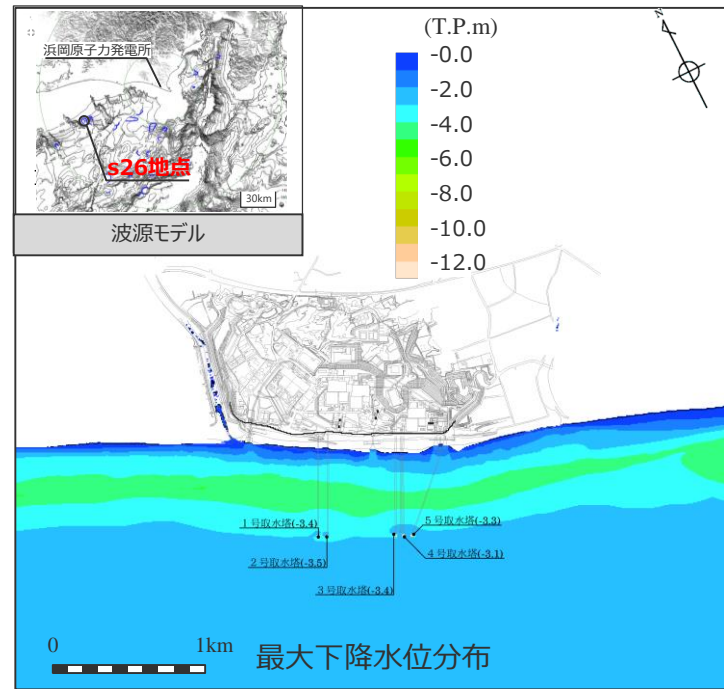 浜岡原子力発電所
s26地点
30km
波源モデル
(T.P.m)
-0.0
-2.0
-4.0
-6.0
-8.0
-10.0
-12.0
N
1号取水塔(-3.4)
2号取水塔(-3.5)
3号取水塔(-3.4)
5号取水塔(-3.3)
4号取水塔(-3.1)
0 1km
最大下降水位分布